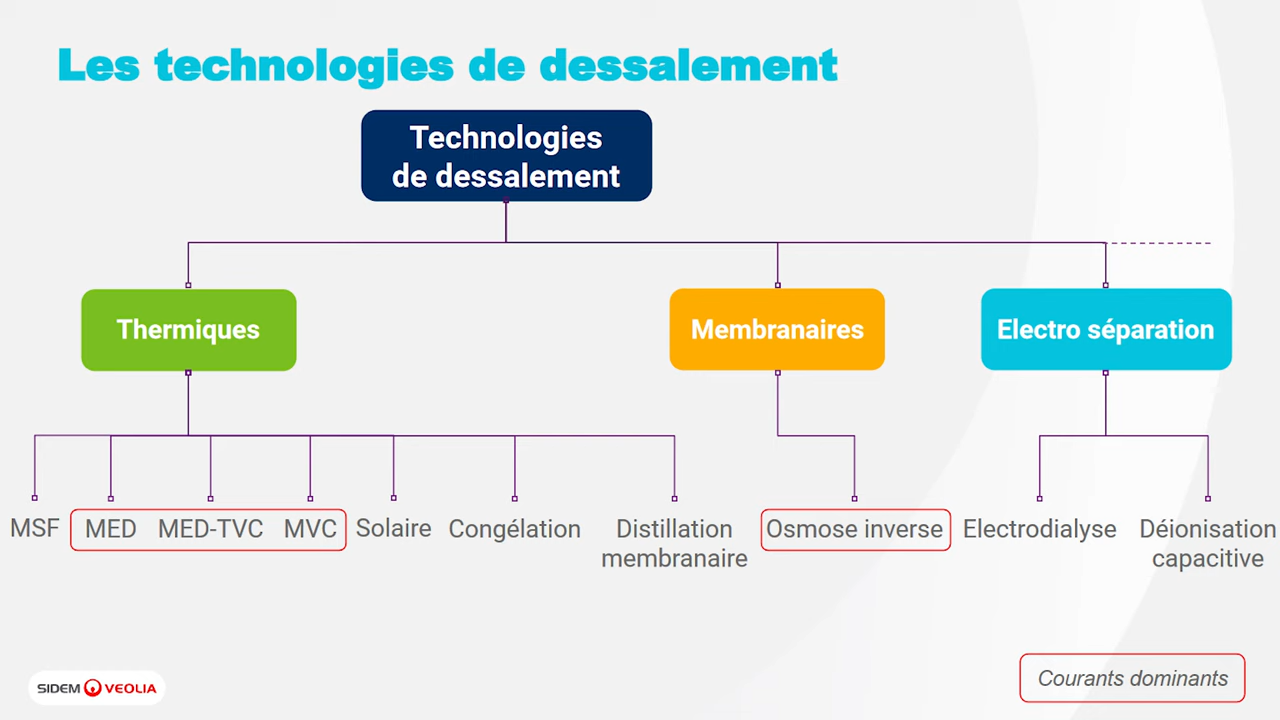 Les technologies de dessalement
Technologies
de dessalement
Thermiques
Membranaires
Electro séparation
MSF
MED
MED-TVC
MVC
Solaire
Congélation
Distillation
membranaire
Osmose inverse
Electrodialyse
Déionisation
capacitive
SIDEM VEOLIA
Courants dominants